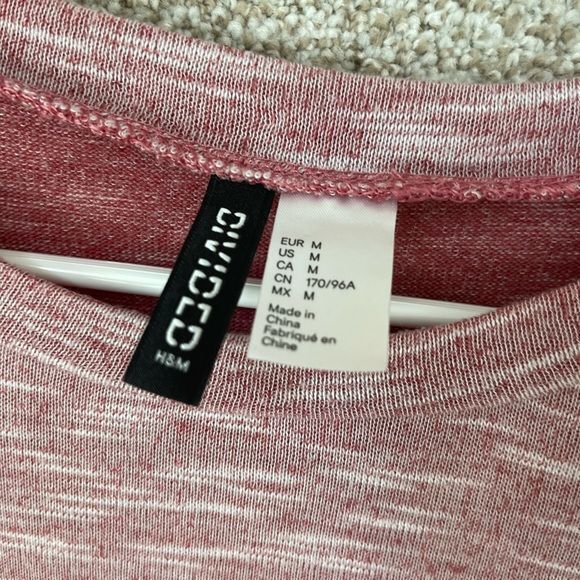 DIVIDED
H&M
EUR M
US M
CA M
CN 170/96A
MX M
Made in
China
Fabriqué en
Chine